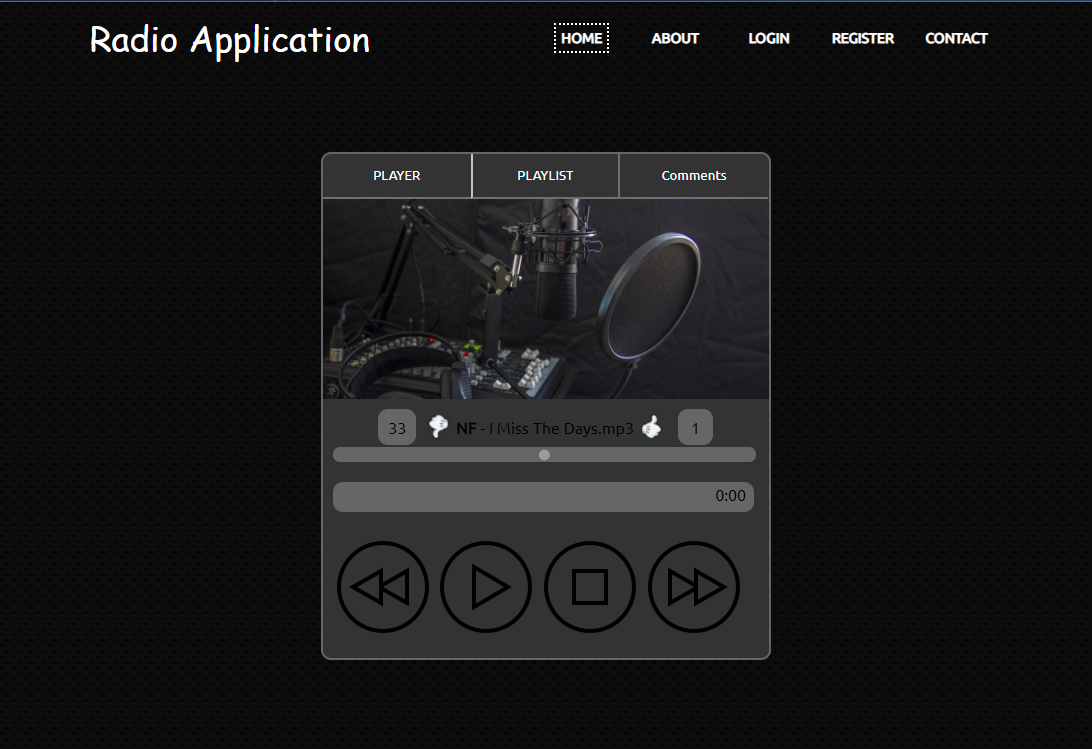 Radio Application
HOME ABOUT LOGIN REGISTER CONTACT
PLAYER PLAYLIST Comments
33 NF - I Miss The Days.mp3 1
0:00